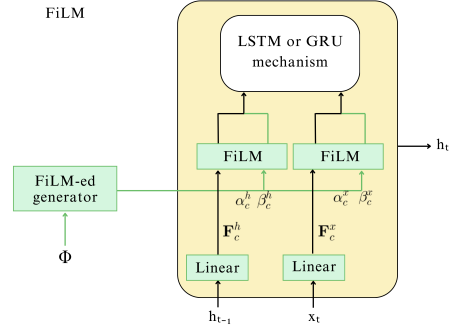 FiLM
LSTM or GRU
mechanism
FiLM
FiLM
h_t
FiLM-ed
generator
α_c^h β_c^h
α_c^x β_c^x
F_c^h
F_c^x
Φ
Linear
Linear
h_{t-1}
x_t